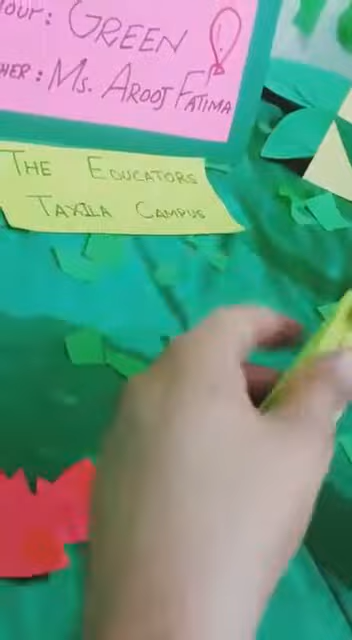 OUR: GREEN
HER: Ms. AROOJ FATIMA
THE EDUCATORS
TAXILA CAMPUS